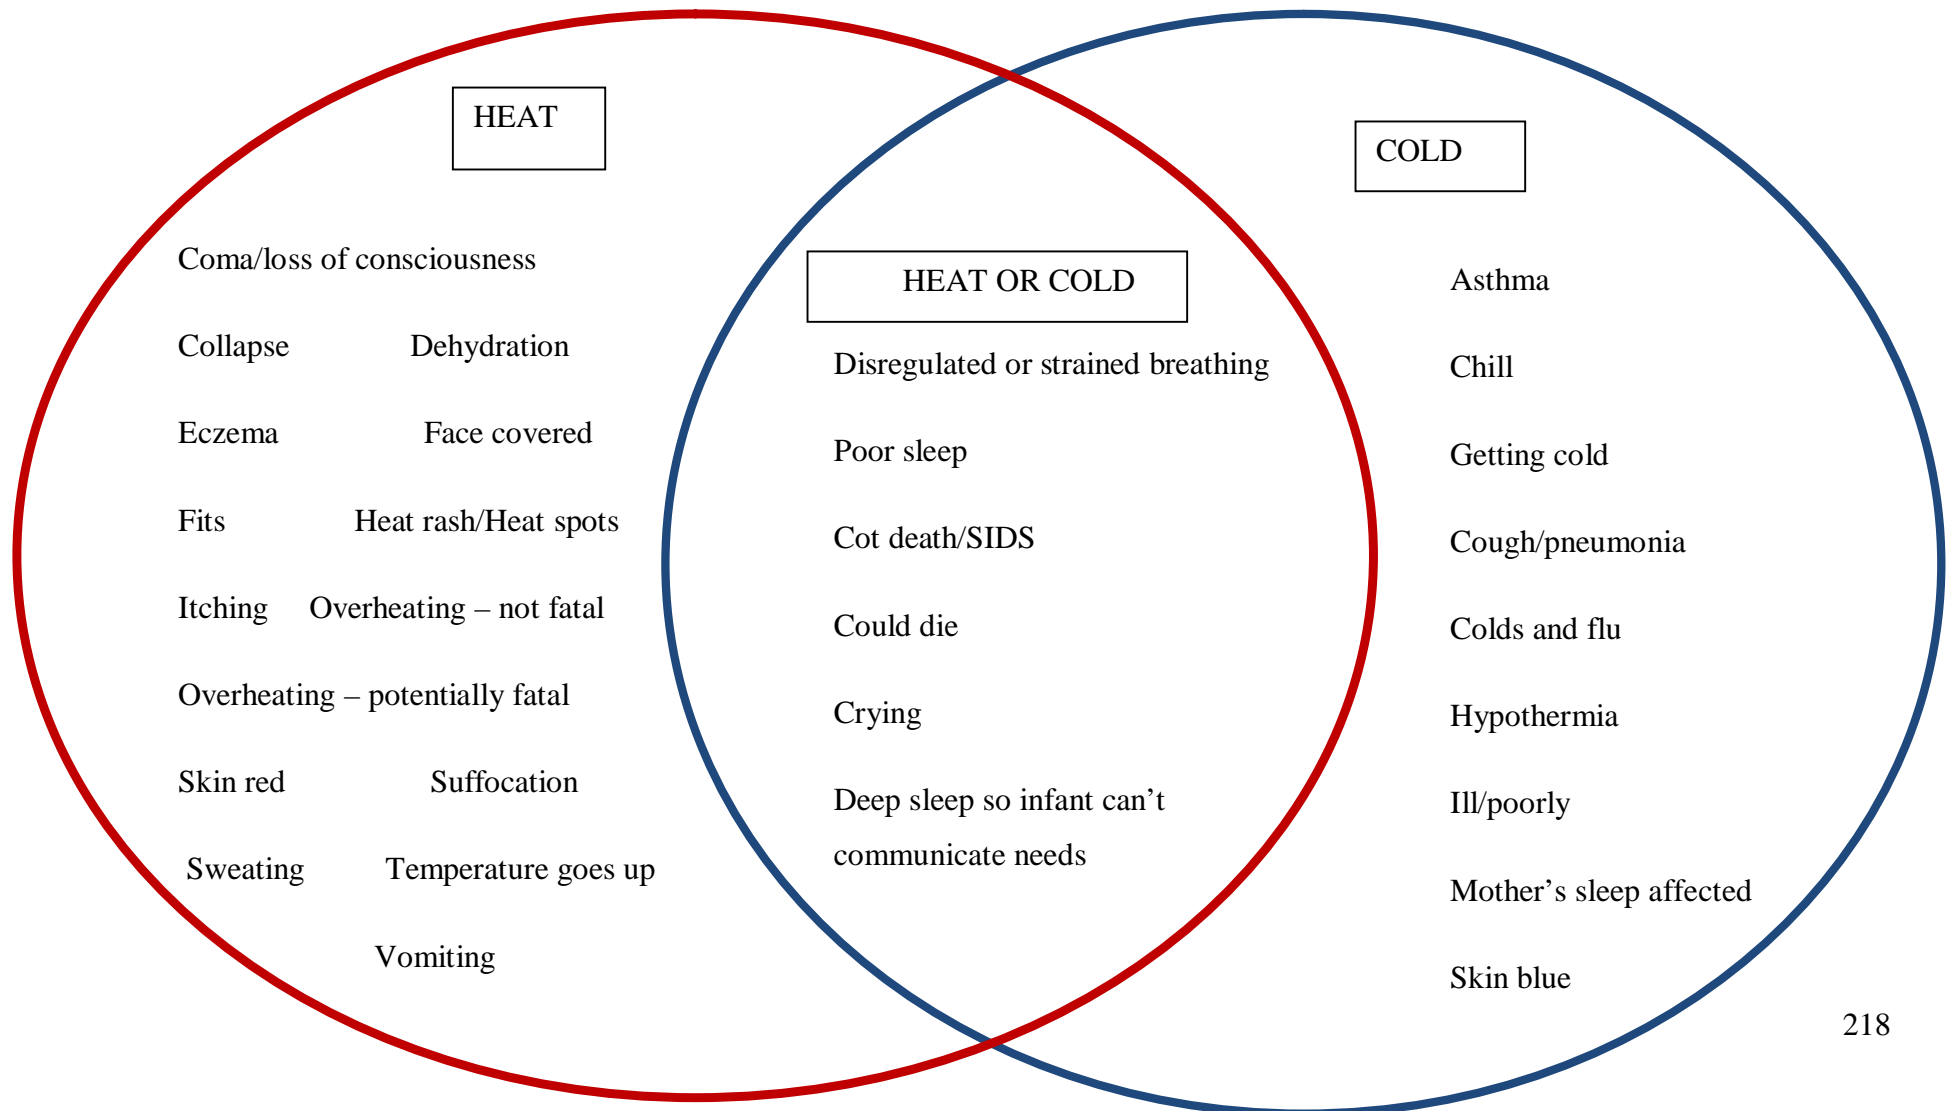 HEAT
Coma/loss of consciousness
Collapse Dehydration
Eczema Face covered
Fits Heat rash/Heat spots
Itching Overheating – not fatal
Overheating – potentially fatal
Skin red Suffocation
Sweating Temperature goes up
Vomiting
HEAT OR COLD
Disregulated or strained breathing
Poor sleep
Cot death/SIDS
Could die
Crying
Deep sleep so infant can’t
communicate needs
COLD
Asthma
Chill
Getting cold
Cough/pneumonia
Colds and flu
Hypothermia
Ill/poorly
Mother’s sleep affected
Skin blue
218